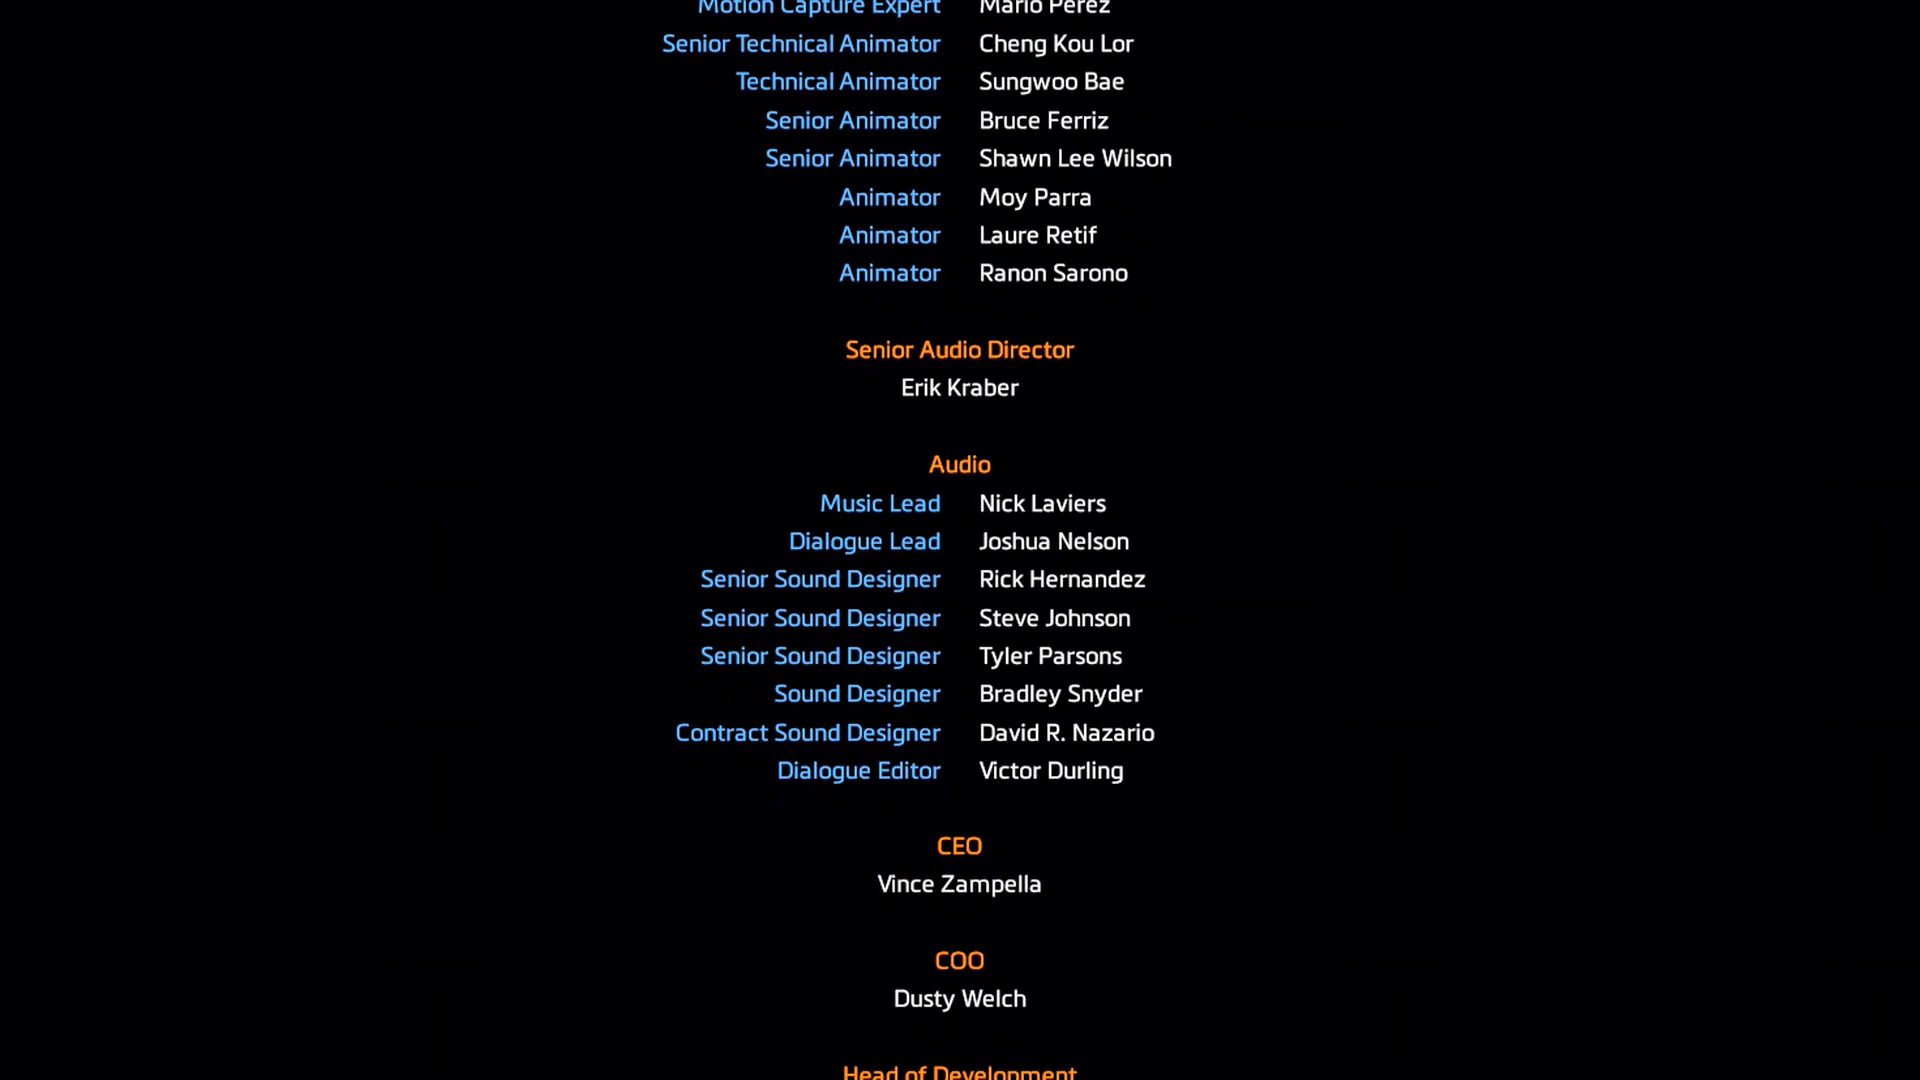 Motion Capture Expert Mario Perez
Senior Technical Animator Cheng Kou Lor
Technical Animator Sungwoo Bae
Senior Animator Bruce Ferriz
Senior Animator Shawn Lee Wilson
Animator Moy Parra
Animator Laure Retif
Animator Ranon Sarono
Senior Audio Director
Erik Kraber
Audio
Music Lead Nick Laviers
Dialogue Lead Joshua Nelson
Senior Sound Designer Rick Hernandez
Senior Sound Designer Steve Johnson
Senior Sound Designer Tyler Parsons
Sound Designer Bradley Snyder
Contract Sound Designer David R. Nazario
Dialogue Editor Victor Durling
CEO
Vince Zampella
COO
Dusty Welch
Head of Development